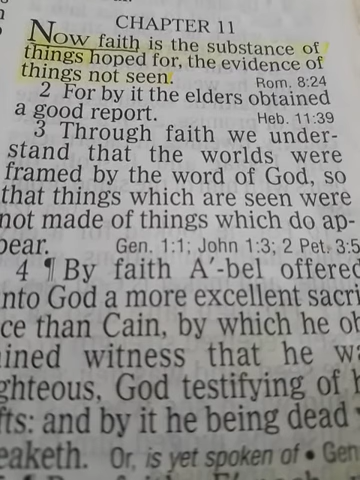 CHAPTER 11
Now faith is the substance of
things hoped for, the evidence of
things not seen. Rom. 8:24
2 For by it the elders obtained
a good report. Heb. 11:39
3 Through faith we under-
stand that the worlds were
framed by the word of God, so
that things which are seen were
not made of things which do ap-
pear. Gen. 1:1; John 1:3; 2 Pet. 3:5
4 ¶ By faith A′-bel offered
unto God a more excellent sacri
ce than Cain, by which he ob
ained witness that he wa
ghteous, God testifying of h
fts: and by it he being dead
eaketh. Or, is yet spoken of • Gen